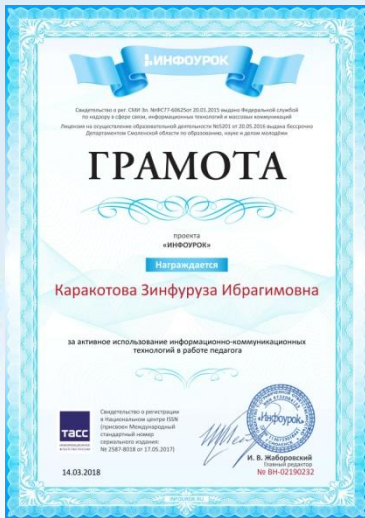 ИНФОУРОК
Свидетельство о рег. СМИ Эл. №ФС77-60625от 20.01.2015 выдано Федеральной службой
по надзору в сфере связи, информационных технологий и массовых коммуникаций
Лицензия на осуществление образовательной деятельности №5201 от 20.05.2016 выдана бессрочно
Департаментом Смоленской области по образованию, науке и делам молодёжи
ГРАМОТА
проекта
«ИНФОУРОК»
Награждается
Каракотова Зинфуруза Ибрагимовна
за активное использование информационно-коммуникационных
технологий в работе педагога
ТАСС
Свидетельство о регистрации
в Национальном центре ISSN
(присвоен Международный
стандартный номер
сериального издания:
№ 2587-8018 от 17.05.2017)
«Инфоурок»
И. В. Жаборовский
Главный редактор
14.03.2018
№ ВН-02190232
INFOUROK.RU